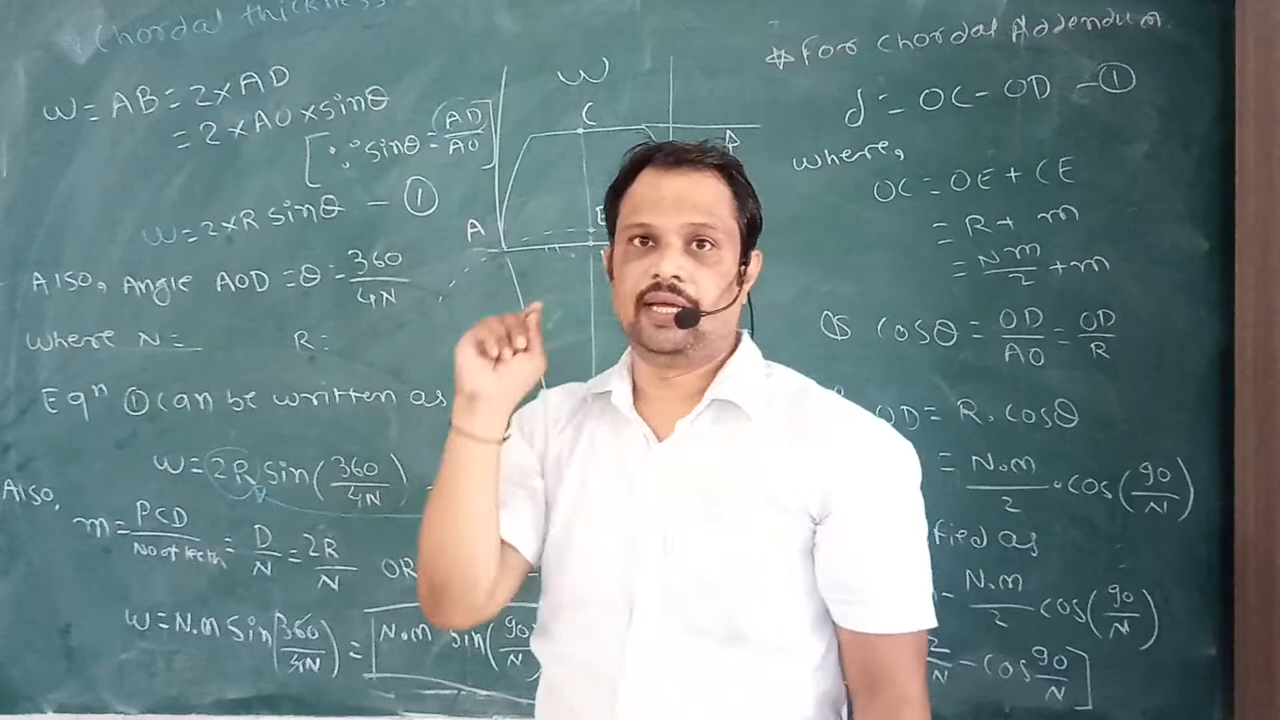 Chordal thickness
W = AB = 2 × AD
= 2 × AO × sinθ
[∵ sinθ = AD/AO]
W = 2 × R sinθ - ①
Also, Angle AOD = θ = 360/4N
where N = R =
Eqⁿ ① can be written as
W = 2R sin(360/4N)
Also,
m = PCD/No of teeth = D/N = 2R/N OR
W = N.m sin(360/4N) = N.m sin(90/N)
W
C
A
* For chordal Addendum
d = OC - OD - ①
where,
OC = OE + CE
= R + m
= N.m/2 + m
cosθ = OD/AO = OD/R
OD = R.cosθ
= N.m/2 . cos(90/N)
fied as
- N.m/2 cos(90/N)
2/N - cos 90/N]